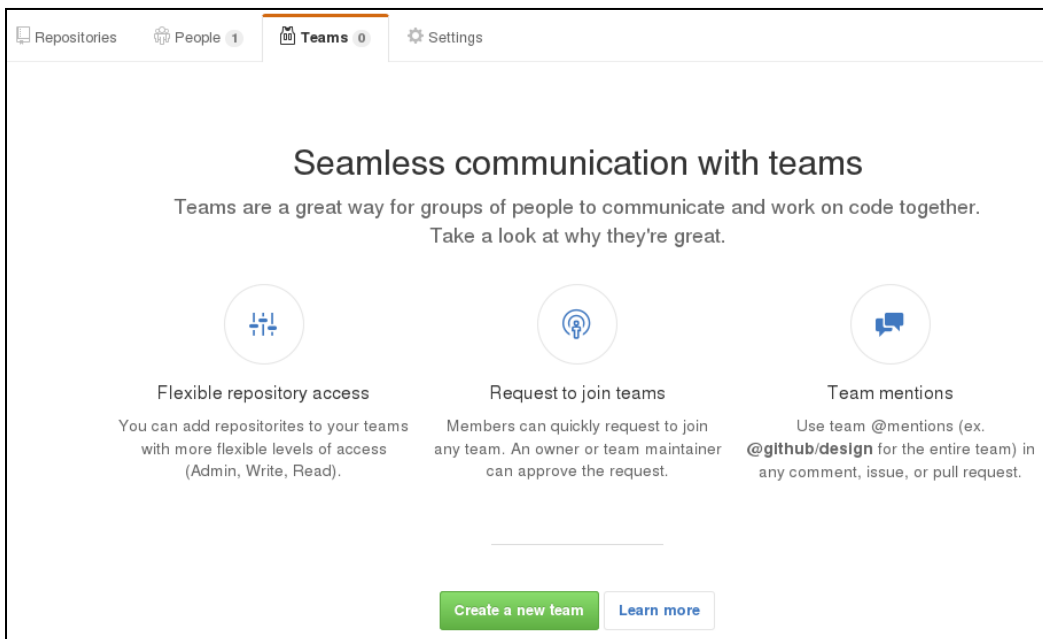 Repositories People 1 Teams 0 Settings
Seamless communication with teams
Teams are a great way for groups of people to communicate and work on code together.
Take a look at why they're great.
Flexible repository access
You can add repositorites to your teams
with more flexible levels of access
(Admin, Write, Read).
Request to join teams
Members can quickly request to join
any team. An owner or team maintainer
can approve the request.
Team mentions
Use team @mentions (ex.
@github/design for the entire team) in
any comment, issue, or pull request.
Create a new team Learn more